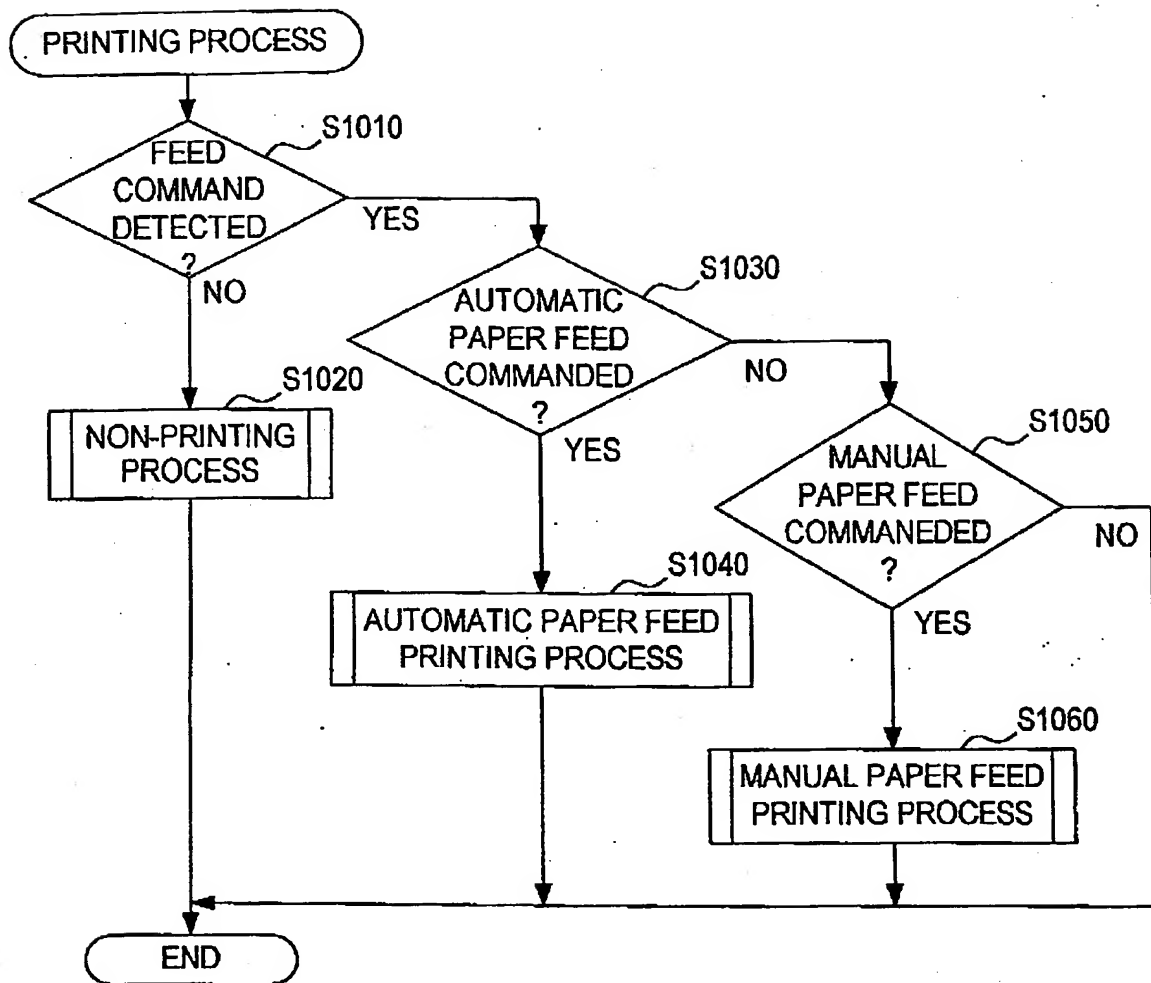 PRINTING PROCESS
S1010
FEED
COMMAND
DETECTED
?
YES
NO
S1030
AUTOMATIC
PAPER FEED
COMMANDED
?
NO
YES
S1020
NON-PRINTING
PROCESS
S1050
MANUAL
PAPER FEED
COMMANEDED
?
NO
YES
S1040
AUTOMATIC PAPER FEED
PRINTING PROCESS
S1060
MANUAL PAPER FEED
PRINTING PROCESS
END